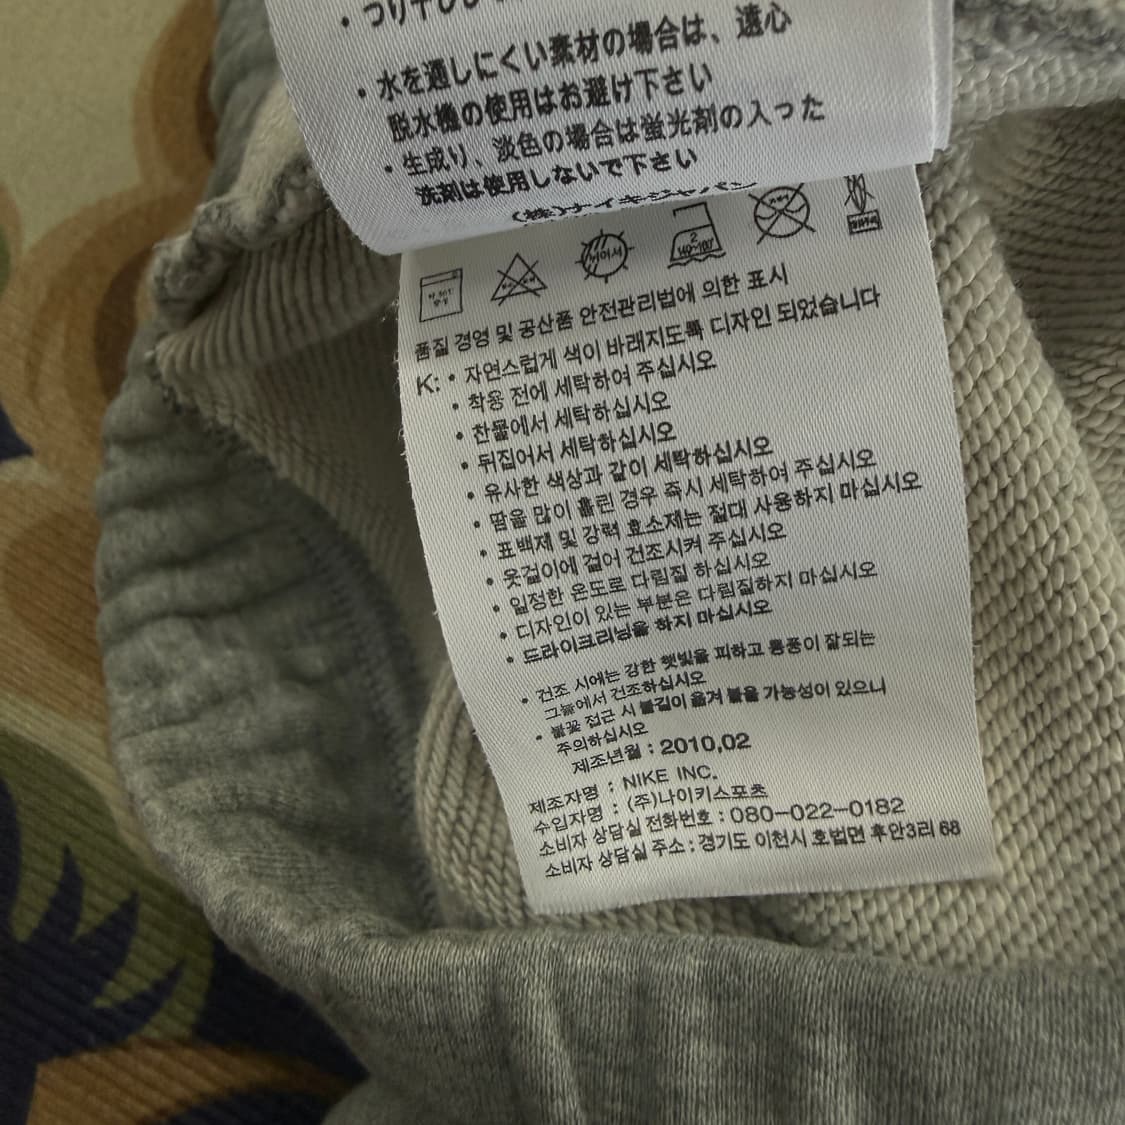 ・つり干し
・水を通しにくい素材の場合は、遠心
脱水機の使用はお避け下さい
・生成り、淡色の場合は蛍光剤の入った
洗剤は使用しないで下さい
(株)ナイキジャパン
품질 경영 및 공산품 안전관리법에 의한 표시
K: • 자연스럽게 색이 바래지도록 디자인 되었습니다
• 착용 전에 세탁하여 주십시오
• 찬물에서 세탁하십시오
• 뒤집어서 세탁하십시오
• 유사한 색상과 같이 세탁하십시오
• 땀을 많이 흘린 경우 즉시 세탁하여 주십시오
• 표백제 및 강력 효소제는 절대 사용하지 마십시오
• 옷걸이에 걸어 건조시켜 주십시오
• 일정한 온도로 다림질 하십시오
• 디자인이 있는 부분은 다림질하지 마십시오
• 드라이크리닝을 하지 마십시오
• 건조 시에는 강한 햇빛을 피하고 통풍이 잘되는
그늘에서 건조하십시오
• 불꽃 접근 시 불길이 옮겨 붙을 가능성이 있으니
주의하십시오
제조년월 : 2010.02
제조자명 : NIKE INC.
수입자명 : (주)나이키스포츠
소비자 상담실 전화번호 : 080-022-0182
소비자 상담실 주소 : 경기도 이천시 호법면 후안3리 68